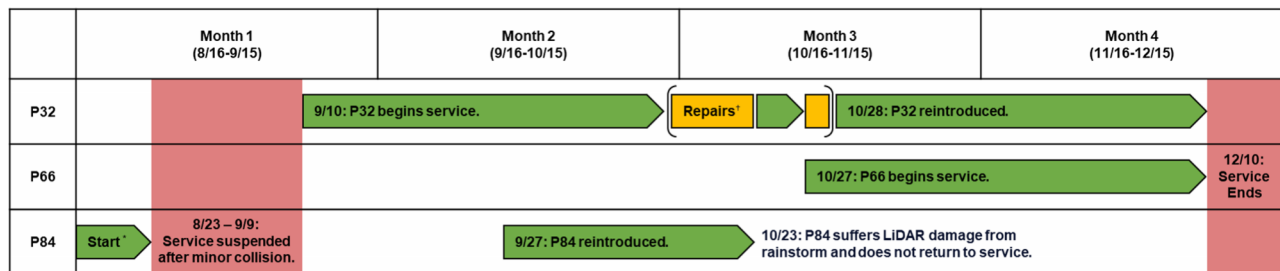 Month 1
(8/16-9/15)
Month 2
(9/16-10/15)
Month 3
(10/16-11/15)
Month 4
(11/16-12/15)
P32
9/10: P32 begins service.
Repairs†
10/28: P32 reintroduced.
P66
10/27: P66 begins service.
12/10:
Service
Ends
P84
Start *
8/23 – 9/9:
Service suspended
after minor collision.
9/27: P84 reintroduced.
10/23: P84 suffers LiDAR damage from
rainstorm and does not return to service.